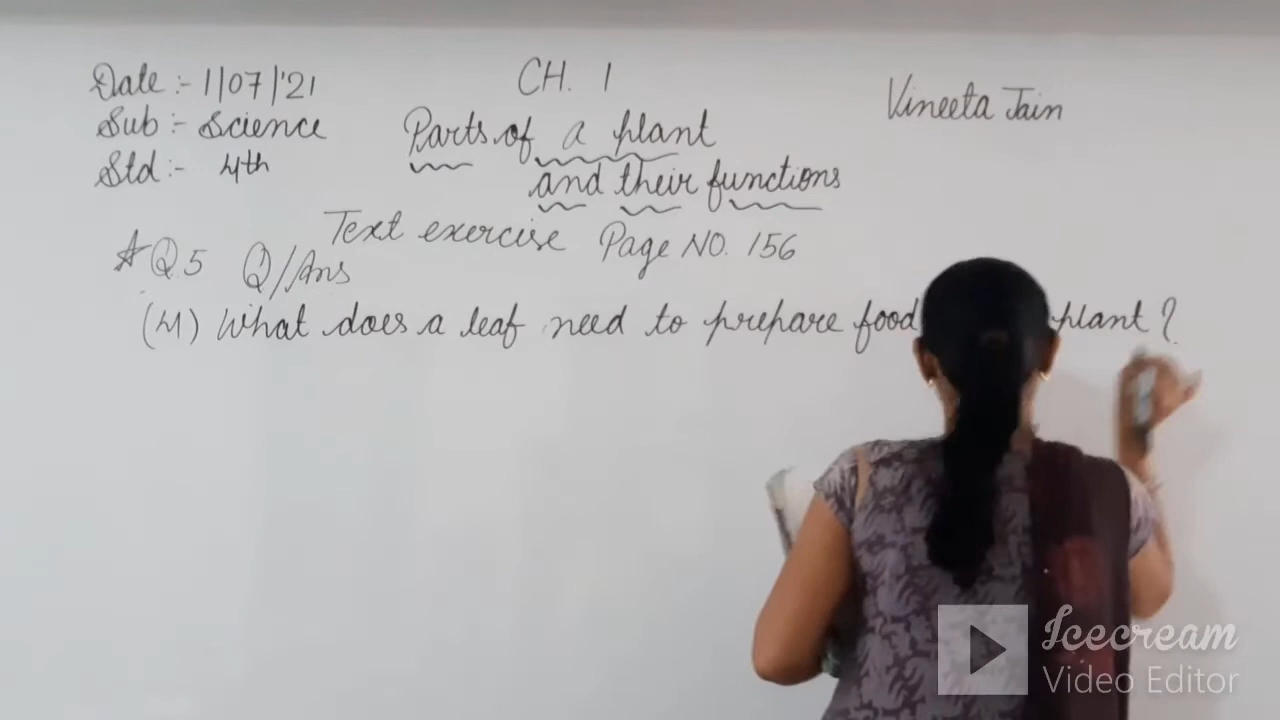 Date :- 1/07/'21
Sub :- Science
Std :- 4th
CH. 1
Parts of a plant
and their functions
Vineeta Jain
Text exercise Page NO. 156
Q.5 Q/Ans
(4) What does a leaf need to prepare food plant ?
Icecream
Video Editor